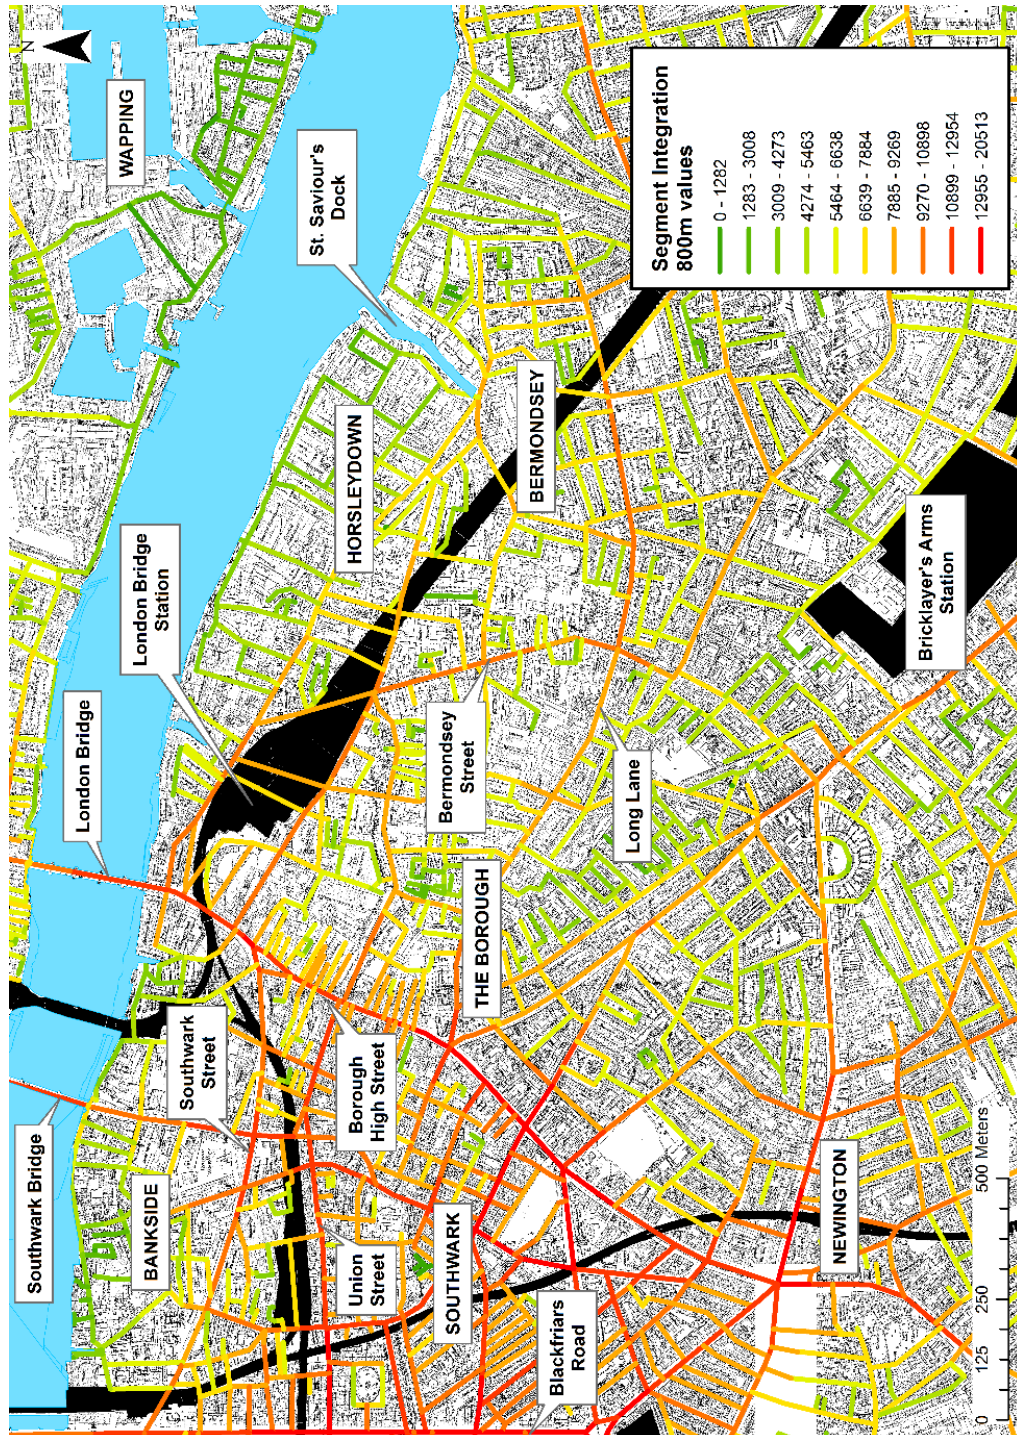 N
WAPPING
St. Saviour's
Dock
London Bridge
Station
London Bridge
Southwark Bridge
Southwark
Street
BANKSIDE
HORSLEYDOWN
BERMONDSEY
Bermondsey
Street
Long Lane
THE BOROUGH
Borough
High Street
Union
Street
SOUTHWARK
Blackfriars
Road
NEWINGTON
Bricklayer's Arms
Station
Segment Integration
800m values
0 - 1282
1283 - 3008
3009 - 4273
4274 - 5463
5464 - 6638
6639 - 7884
7885 - 9269
9270 - 10898
10899 - 12954
12955 - 20513
0 125 250 500 Meters